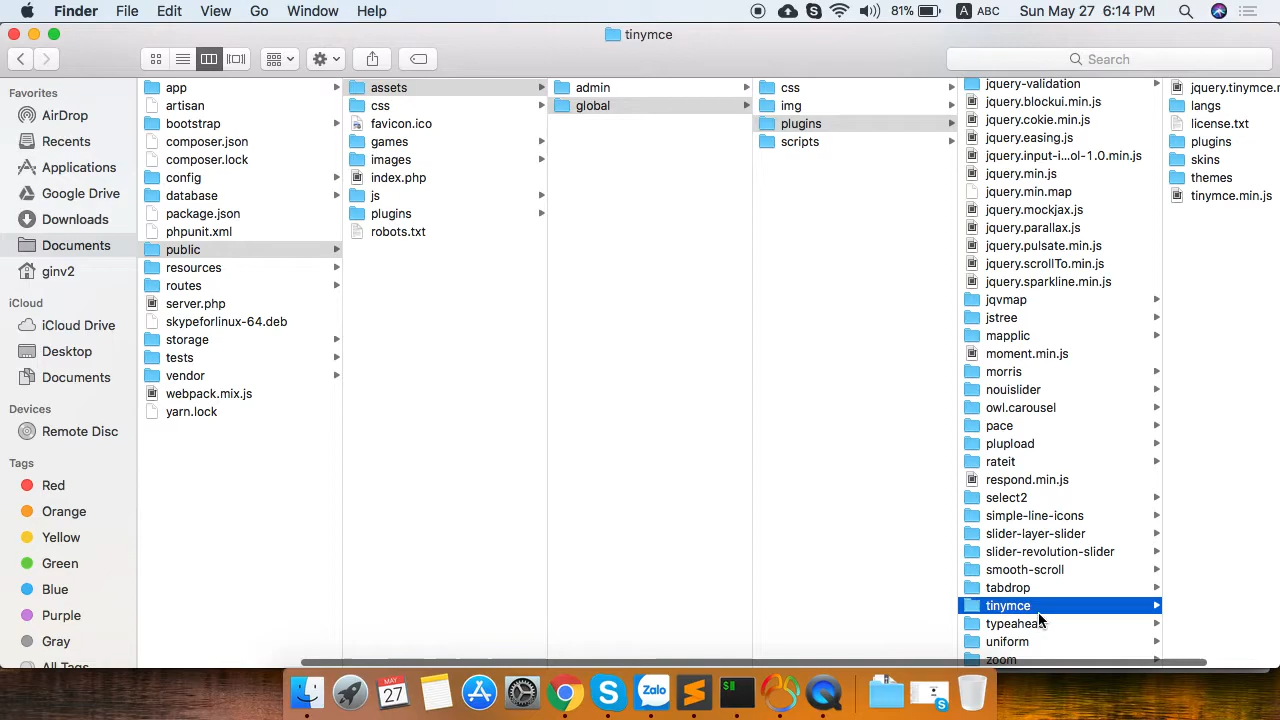 Finder File Edit View Go Window Help 81% A ABC Sun May 27 6:14 PM
tinymce
Search
Favorites
AirDrop
Recents
Applications
Google Drive
Downloads
Documents
ginv2
iCloud
iCloud Drive
Desktop
Documents
Devices
Remote Disc
Tags
Red
Orange
Yellow
Green
Blue
Purple
Gray
All Tags
app
artisan
bootstrap
composer.json
composer.lock
config
database
package.json
phpunit.xml
public
resources
routes
server.php
skypeforlinux-64.deb
storage
tests
vendor
webpack.mix.js
yarn.lock
assets
css
favicon.ico
games
images
index.php
js
plugins
robots.txt
admin
global
css
img
plugins
scripts
jquery-validation
jquery.blockui.min.js
jquery.cokie.min.js
jquery.easing.js
jquery.input-i...ol-1.0.min.js
jquery.min.js
jquery.min.map
jquery.mockjax.js
jquery.parallax.js
jquery.pulsate.min.js
jquery.scrollTo.min.js
jquery.sparkline.min.js
jqvmap
jstree
mapplic
moment.min.js
morris
nouislider
owl.carousel
pace
plupload
rateit
respond.min.js
select2
simple-line-icons
slider-layer-slider
slider-revolution-slider
smooth-scroll
tabdrop
tinymce
typeahead
uniform
zoom
jquery.tinymce.
langs
license.txt
plugins
skins
themes
tinymce.min.js
MAY
27
Zalo
$